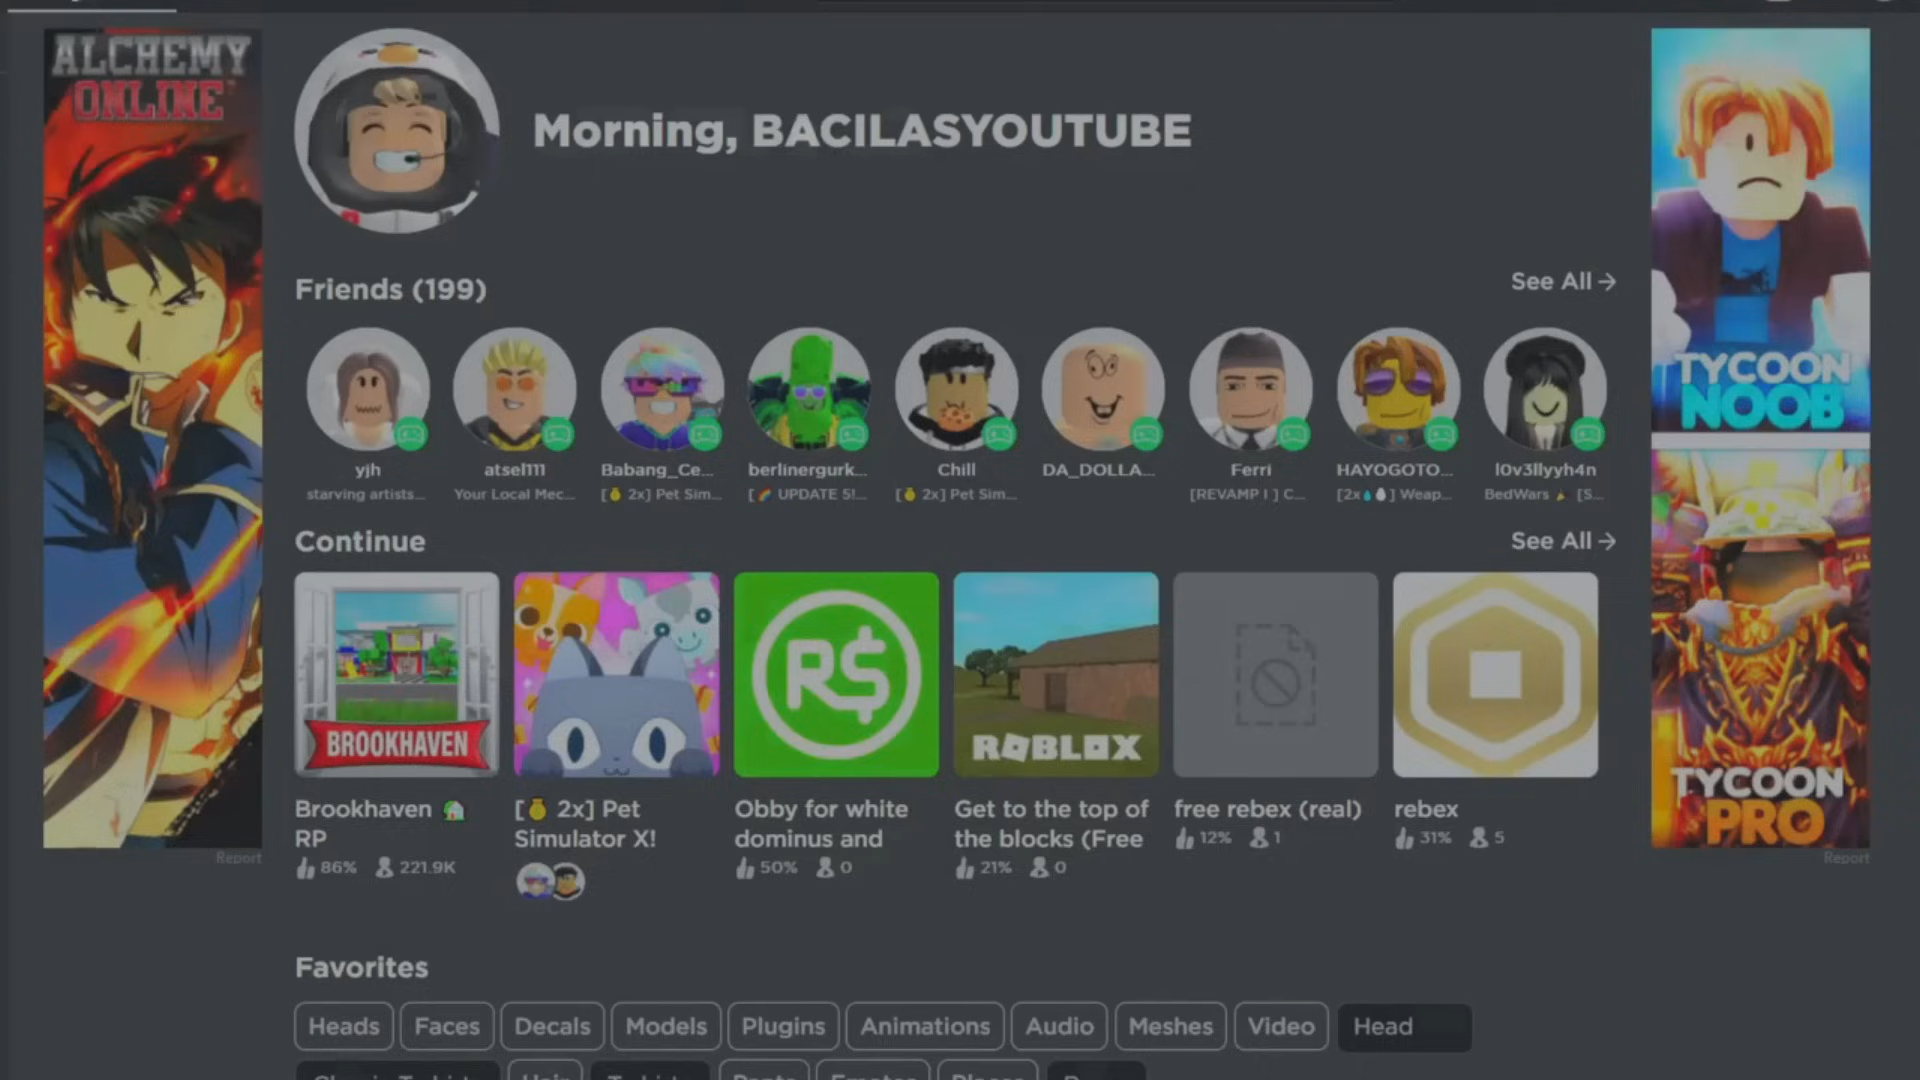 ALCHEMY
ONLINE
Morning, BACILASYOUTUBE
Friends (199)
See All →
yjh
atsel111
Babang_Ce...
berlinergurk...
Chill
DA_DOLLA...
Ferri
HAYOGOTO...
l0v3llyyh4n
starving artists...
Your Local Mec...
[💰 2x] Pet Sim...
[🌈 UPDATE 5!...
[💰 2x] Pet Sim...
[REVAMP ! ] C...
[2x💧🥚] Weap...
BedWars 🎉 [S...
Continue
See All →
BROOKHAVEN
R$
ROBLOX
Brookhaven 🏡
RP
86% 221.9K
[💰 2x] Pet
Simulator X!
Obby for white
dominus and
50% 0
Get to the top of
the blocks (Free
21% 0
free rebex (real)
12% 1
rebex
31% 5
TYCOON
NOOB
TYCOON
PRO
Report
Report
Favorites
Heads
Faces
Decals
Models
Plugins
Animations
Audio
Meshes
Video
Head